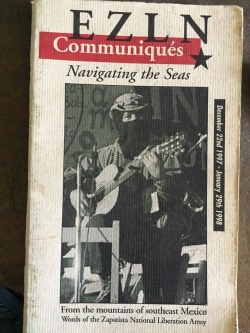 EZLN
Communiqués
Navigating the Seas
December 22nd 1997 - January 29th 1998
From the mountains of southeast Mexico
Words of the Zapatista National Liberation Army